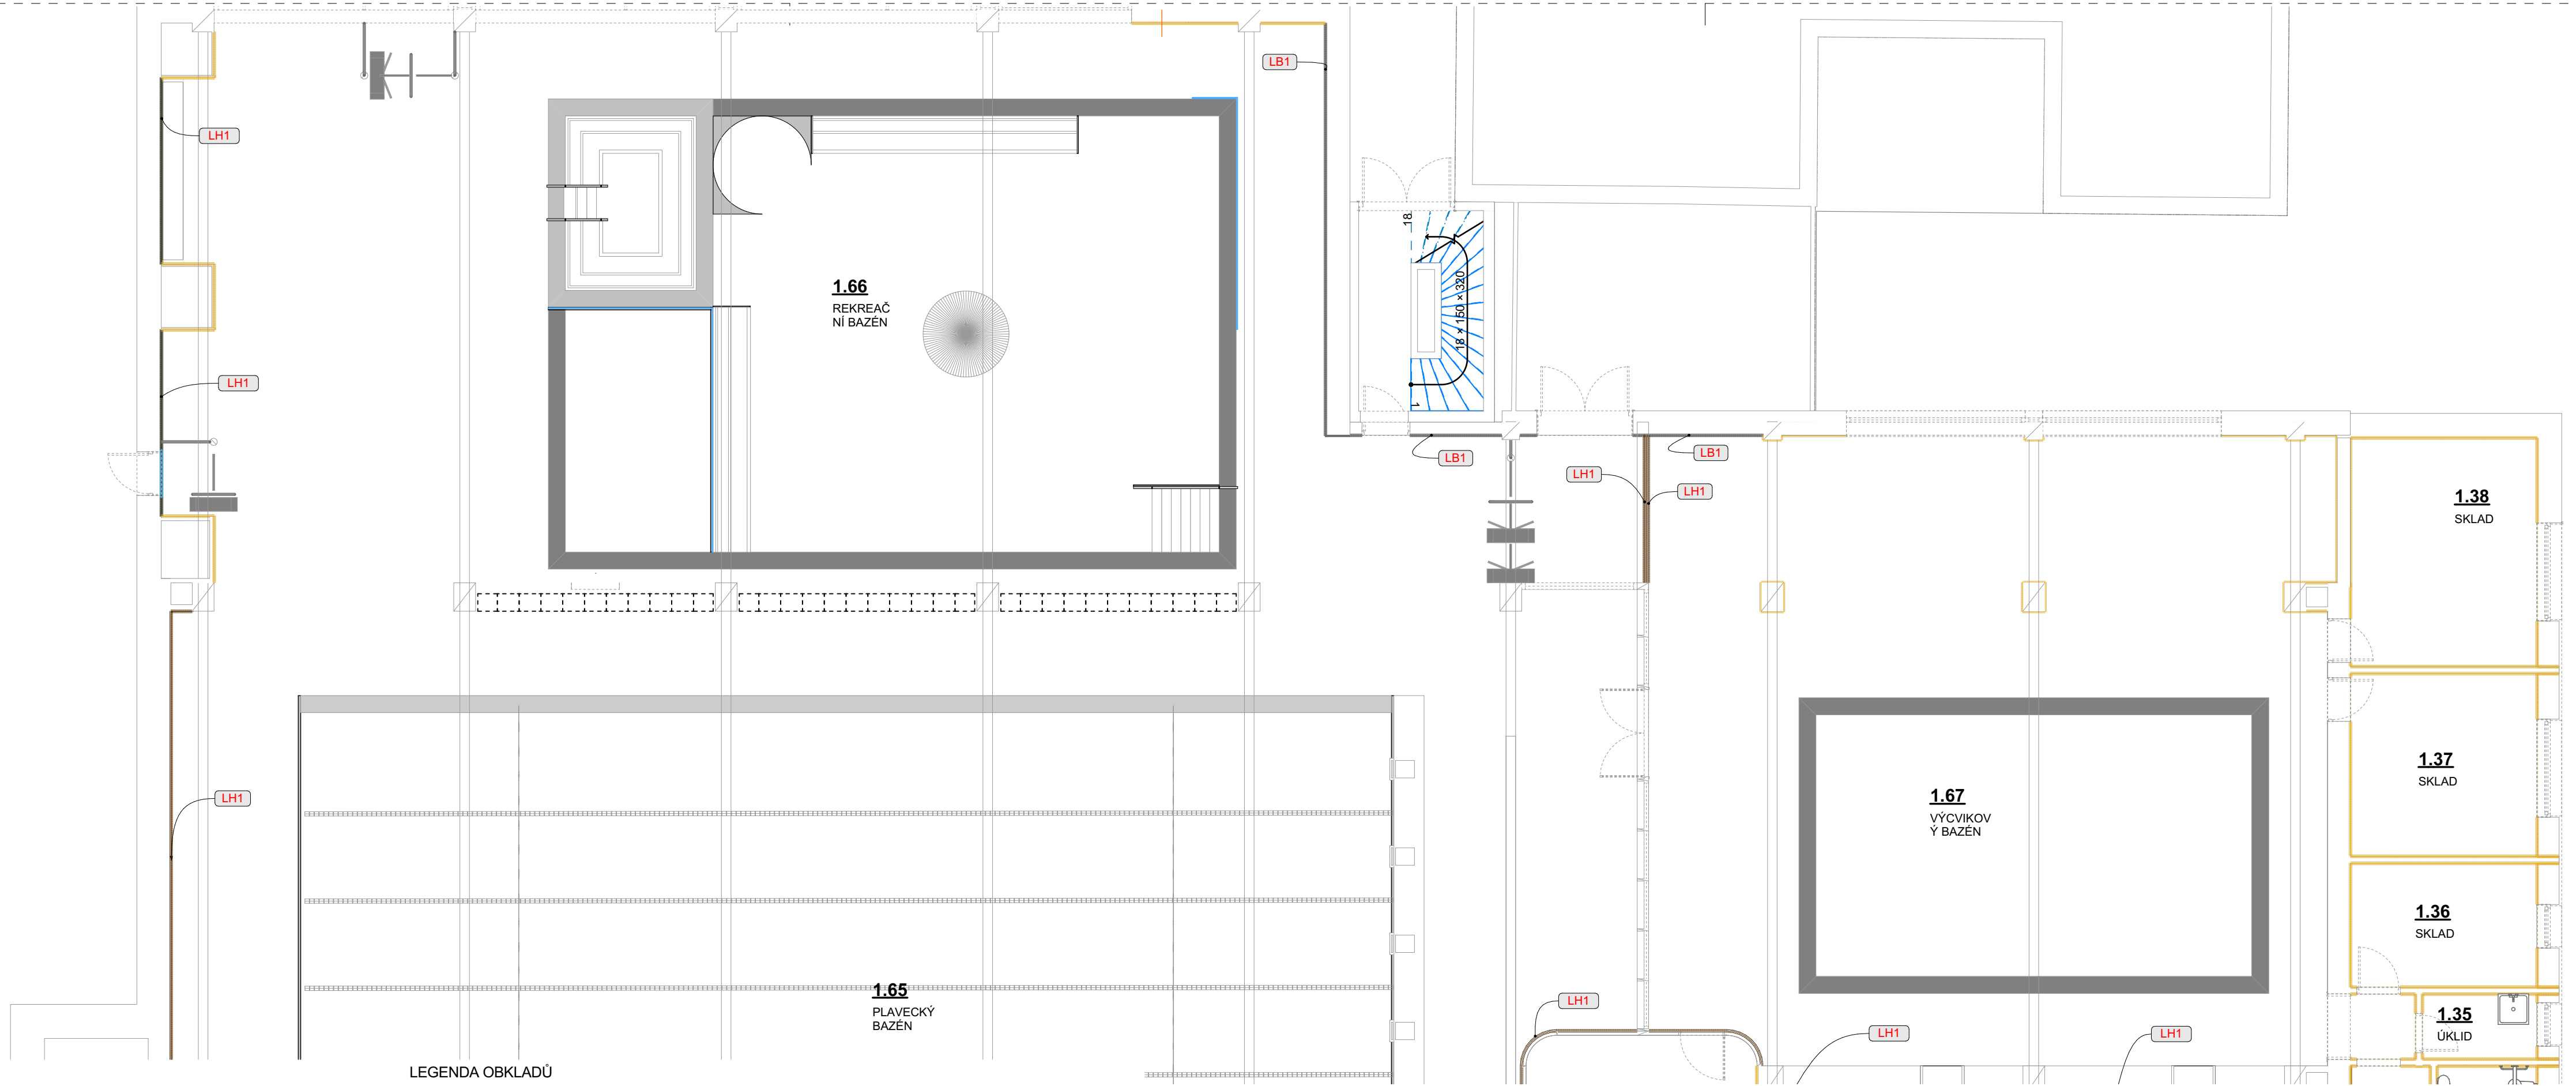 LB1
LH1
18
1.66
REKREAČ
NÍ BAZÉN
18 × 150 × 320
LH1
1
LB1
LB1
LH1
LH1
1.38
SKLAD
1.37
SKLAD
LH1
1.67
VÝCVIKOV
Ý BAZÉN
1.36
SKLAD
1.65
PLAVECKÝ
BAZÉN
LH1
1.35
ÚKLID
LH1
LH1
LEGENDA OBKLADŮ